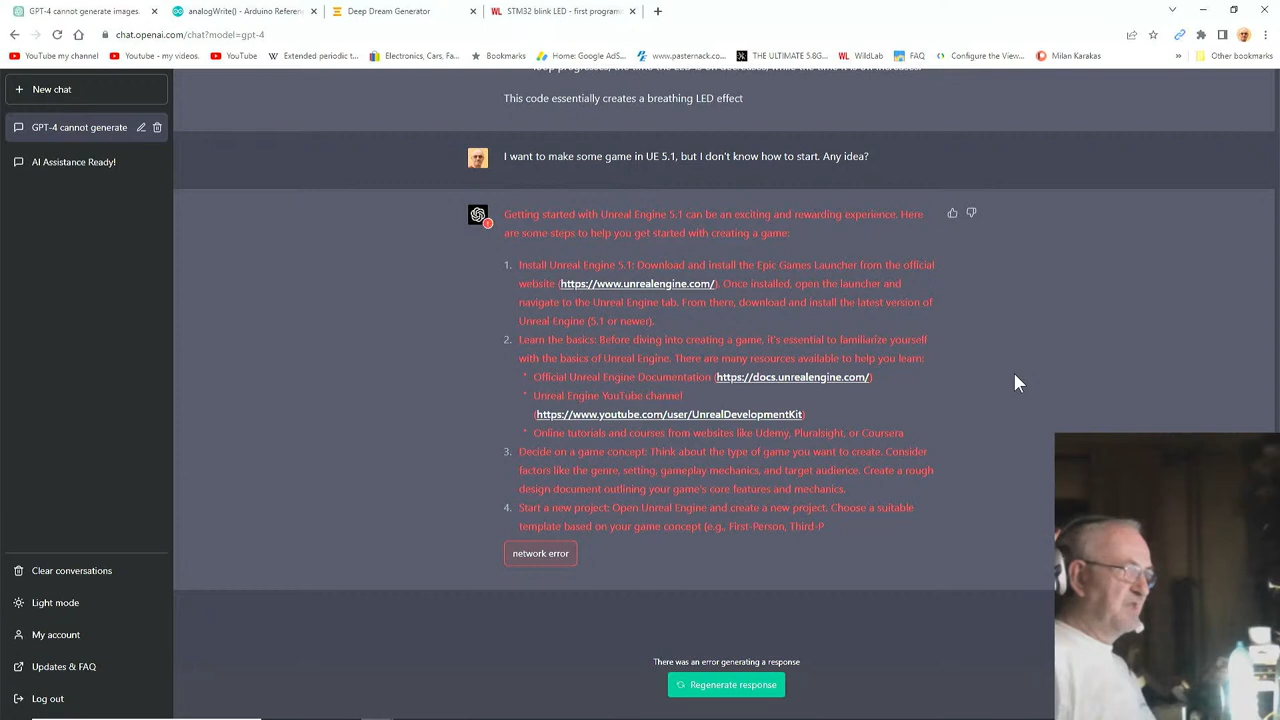 GPT-4 cannot generate images.
analogWrite() - Arduino Referen
Deep Dream Generator
STM32 blink LED - first program
chat.openai.com/chat?model=gpt-4
YouTube my channel
Youtube - my videos.
YouTube
Extended periodic t
Electronics, Cars, Fa
Bookmarks
Home: Google AdS
www.pasternack
THE ULTIMATE 5.8G
WildLab
FAQ
Configure the View...
Milan Karakas
»
Other bookmarks
New chat
GPT-4 cannot generate
AI Assistance Ready!
Clear conversations
Light mode
My account
Updates & FAQ
Log out
This code essentially creates a breathing LED effect
I want to make some game in UE 5.1, but I don't know how to start. Any idea?
Getting started with Unreal Engine 5.1 can be an exciting and rewarding experience. Here
are some steps to help you get started with creating a game:
1. Install Unreal Engine 5.1: Download and install the Epic Games Launcher from the official
website (https://www.unrealengine.com/). Once installed, open the launcher and
navigate to the Unreal Engine tab. From there, download and install the latest version of
Unreal Engine (5.1 or newer).
2. Learn the basics: Before diving into creating a game, it's essential to familiarize yourself
with the basics of Unreal Engine. There are many resources available to help you learn:
• Official Unreal Engine Documentation (https://docs.unrealengine.com/)
• Unreal Engine YouTube channel
(https://www.youtube.com/user/UnrealDevelopmentKit)
• Online tutorials and courses from websites like Udemy, Pluralsight, or Coursera
3. Decide on a game concept: Think about the type of game you want to create. Consider
factors like the genre, setting, gameplay mechanics, and target audience. Create a rough
design document outlining your game's core features and mechanics.
4. Start a new project: Open Unreal Engine and create a new project. Choose a suitable
template based on your game concept (e.g., First-Person, Third-P
network error
There was an error generating a response
Regenerate response